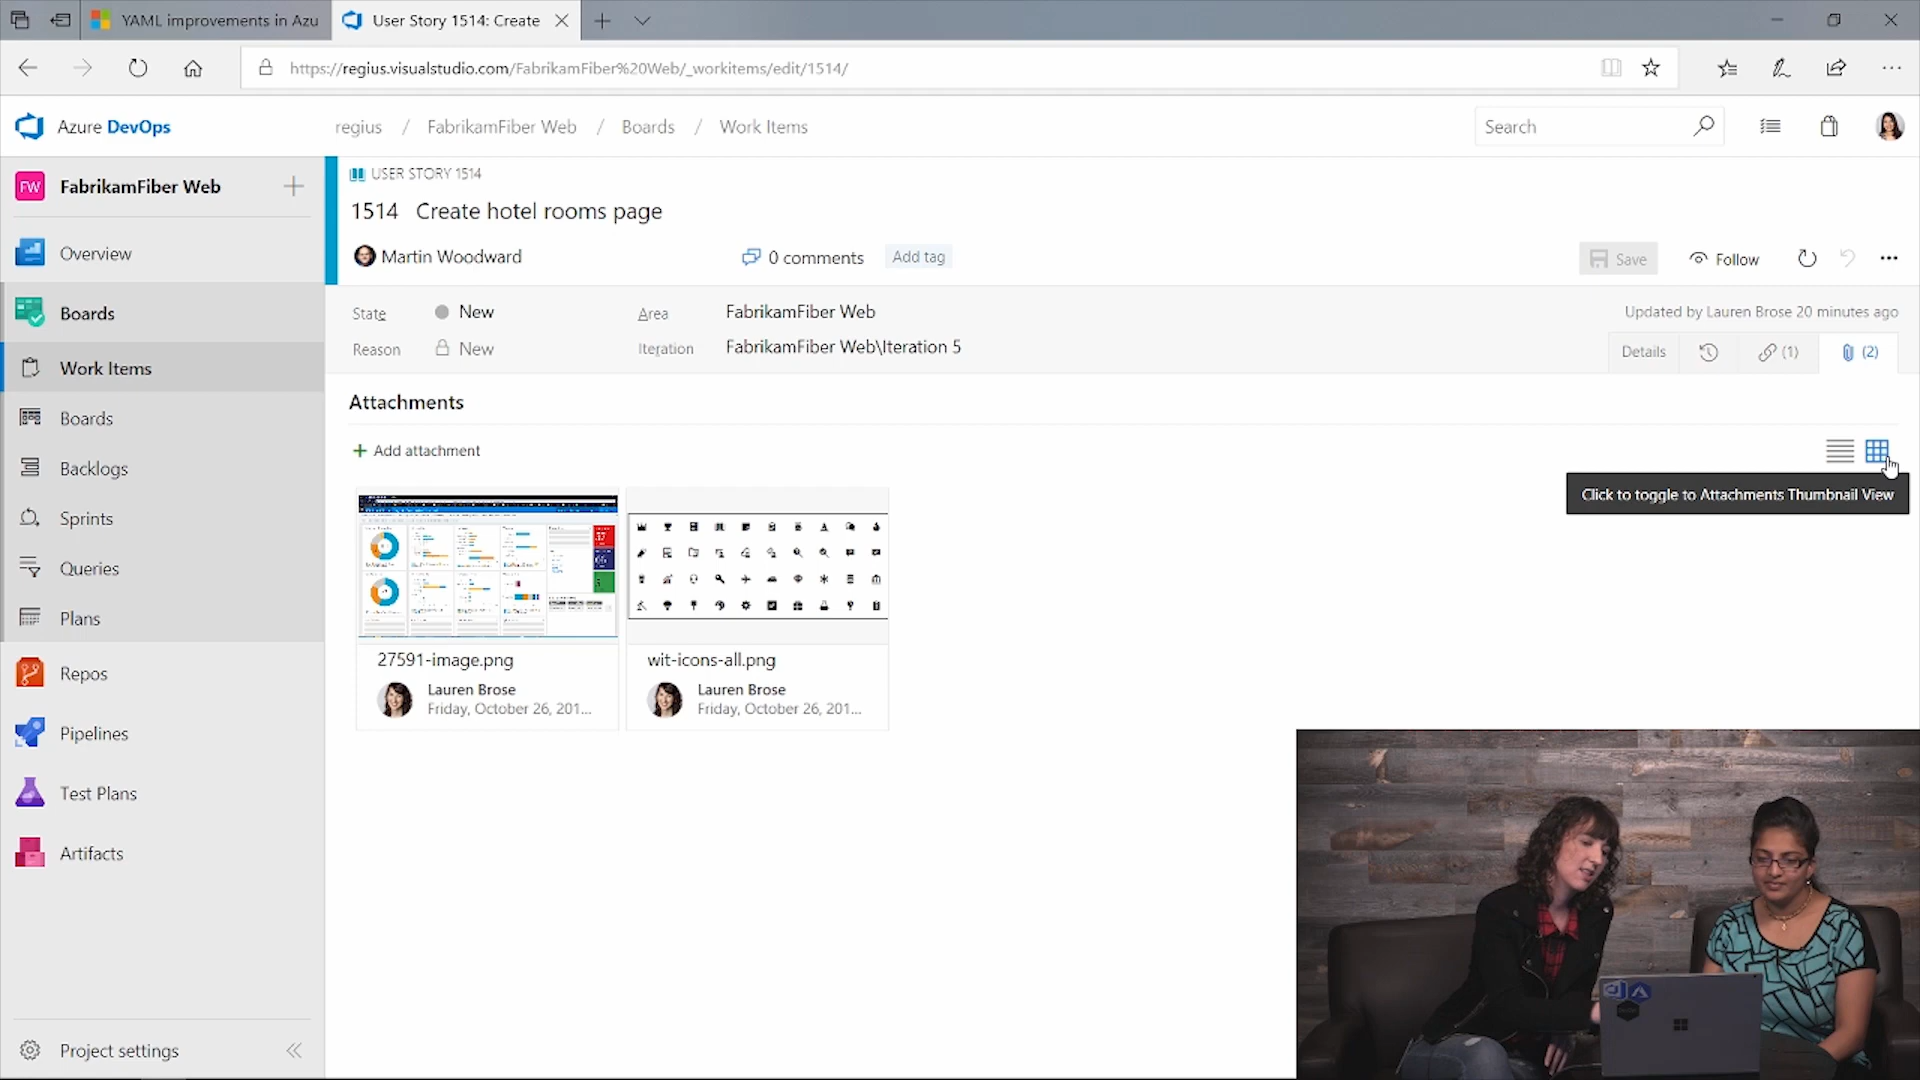 YAML improvements in Azu
User Story 1514: Create
https://regius.visualstudio.com/FabrikamFiber%20Web/_workitems/edit/1514/
Azure DevOps
regius / FabrikamFiber Web / Boards / Work Items
Search
FW FabrikamFiber Web
Overview
Boards
Work Items
Boards
Backlogs
Sprints
Queries
Plans
Repos
Pipelines
Test Plans
Artifacts
Project settings
USER STORY 1514
1514 Create hotel rooms page
Martin Woodward
0 comments
Add tag
Save
Follow
State New
Area FabrikamFiber Web
Updated by Lauren Brose 20 minutes ago
Reason New
Iteration FabrikamFiber Web\Iteration 5
Details
(1)
(2)
Attachments
+ Add attachment
Click to toggle to Attachments Thumbnail View
27591-image.png
Lauren Brose
Friday, October 26, 201...
wit-icons-all.png
Lauren Brose
Friday, October 26, 201...